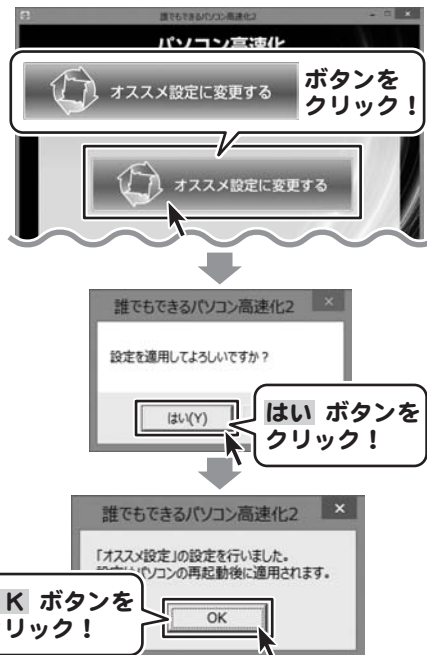 誰でもできるパソコン高速化2
パソコン高速化
オススメ設定に変更する
ボタンを
クリック！
オススメ設定に変更する
誰でもできるパソコン高速化2
設定を適用してよろしいですか？
はい(Y)
はい ボタンを
クリック！
誰でもできるパソコン高速化2
「オススメ設定」の設定を行いました。
パソコンの再起動後に適用されます。
K ボタンを
リック！
OK